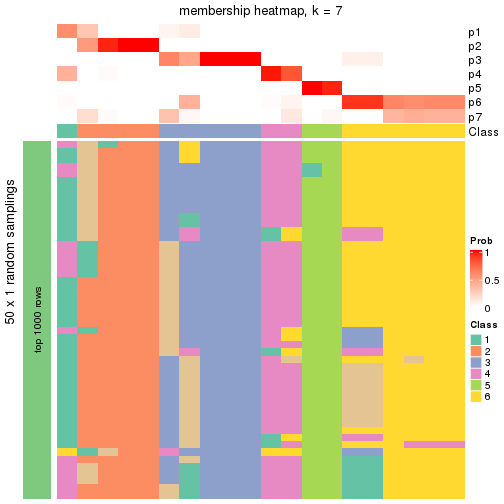 membership heatmap, k = 7
p1
p2
p3
p4
p5
p6
p7
Class
50 x 1 random samplings
top 1000 rows
Prob
1
0.5
0
Class
1
2
3
4
5
6